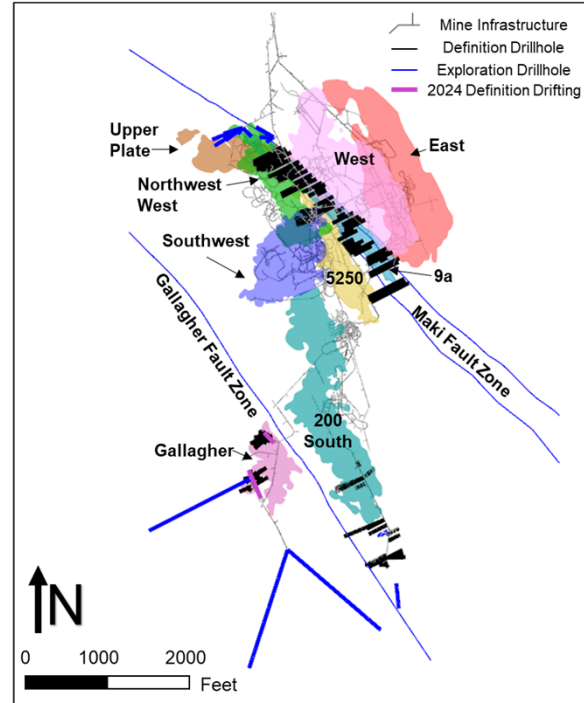 Mine Infrastructure
Definition Drillhole
Exploration Drillhole
2024 Definition Drifting
Upper
Plate
East
West
Northwest
West
Southwest
5250
9a
Gallagher Fault Zone
Maki Fault Zone
200
South
Gallagher
N
0 1000 2000
Feet